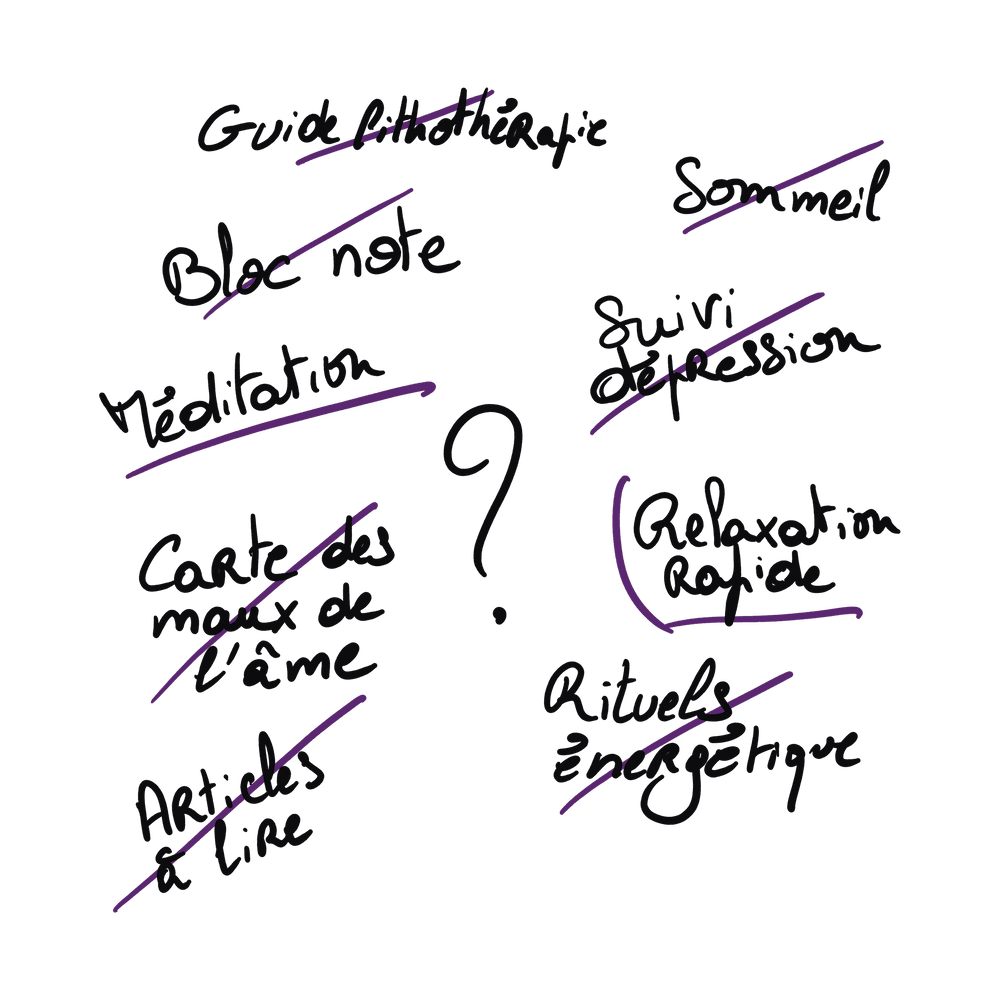 Guide Lithothérapie
Sommeil
Bloc note
Suivi
dépression
Méditation
?
Relaxation
Rapide
Carte des
maux de
l'âme
Rituels
énergétique
Articles
à lire